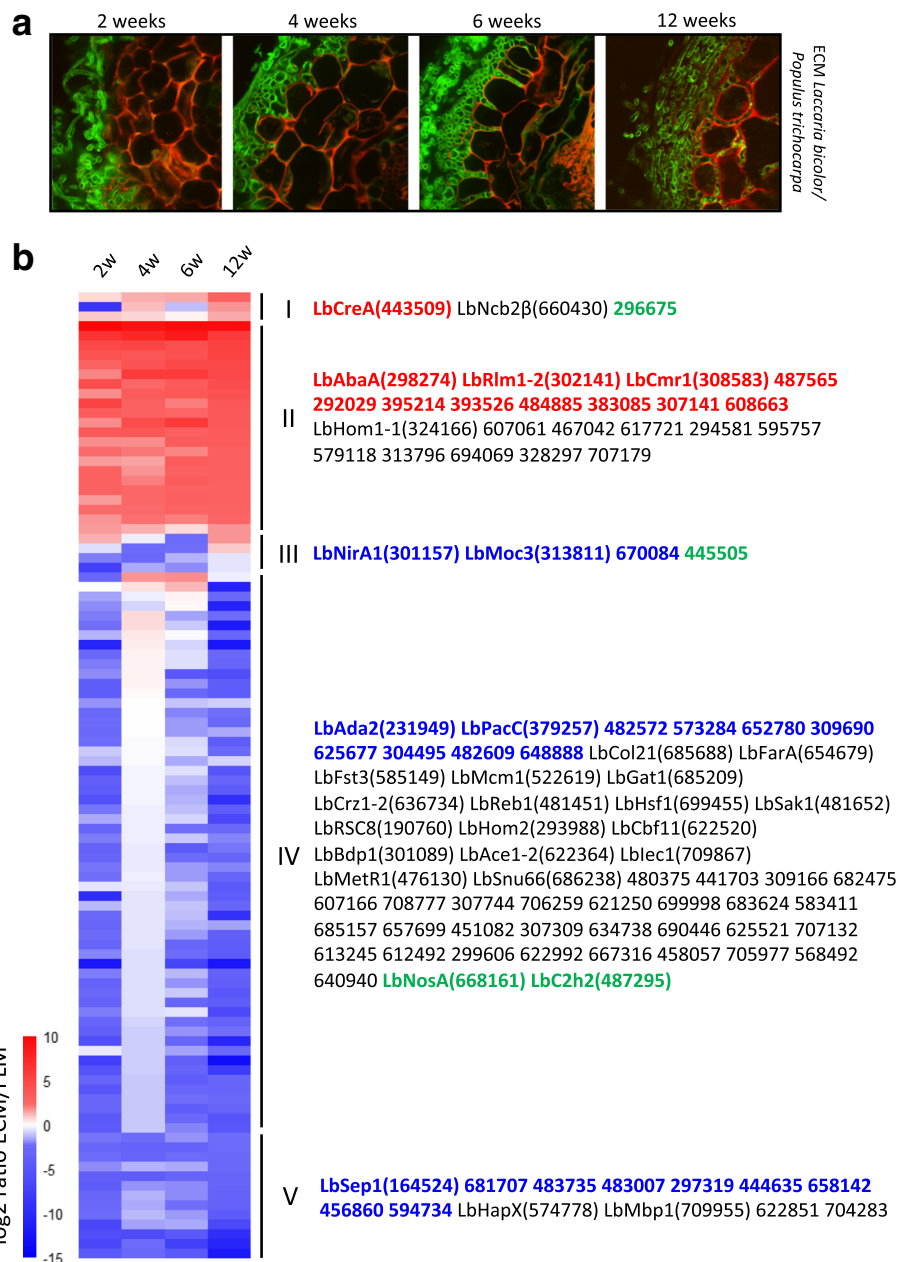 a
2 weeks 4 weeks 6 weeks 12 weeks
ECM Laccaria bicolor/
Populus trichocarpa
b
2w 4w 6w 12w
I LbCreA(443509) LbNcb2β(660430) 296675
LbAbaA(298274) LbRlm1-2(302141) LbCmr1(308583) 487565
292029 395214 393526 484885 383085 307141 608663
II
LbHom1-1(324166) 607061 467042 617721 294581 595757
579118 313796 694069 328297 707179
III LbNirA1(301157) LbMoc3(313811) 670084 445505
LbAda2(231949) LbPacC(379257) 482572 573284 652780 309690
625677 304495 482609 648888 LbCol21(685688) LbFarA(654679)
LbFst3(585149) LbMcm1(522619) LbGat1(685209)
LbCrz1-2(636734) LbReb1(481451) LbHsf1(699455) LbSak1(481652)
LbRSC8(190760) LbHom2(293988) LbCbf11(622520)
IV LbBdp1(301089) LbAce1-2(622364) LbIec1(709867)
LbMetR1(476130) LbSnu66(686238) 480375 441703 309166 682475
607166 708777 307744 706259 621250 699998 683624 583411
685157 657699 451082 307309 634738 690446 625521 707132
613245 612492 299606 622992 667316 458057 705977 568492
640940 LbNosA(668161) LbC2h2(487295)
V
LbSep1(164524) 681707 483735 483007 297319 444635 658142
456860 594734 LbHapX(574778) LbMbp1(709955) 622851 704283
10
5
0
-5
-10
-15
log2 ratio ECM/FLM